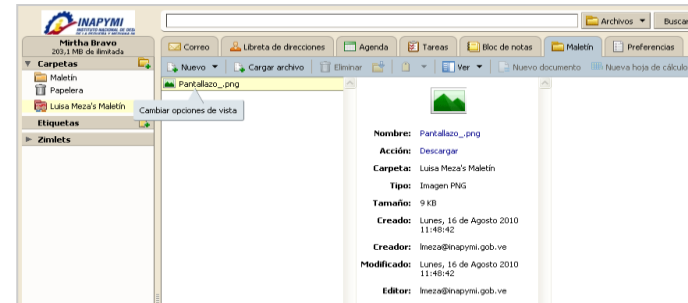 INAPYMI
Archivos
Buscar
Mirtha Bravo
203,1 MB de ilimitada
Correo
Libreta de direcciones
Agenda
Tareas
Bloc de notas
Maletín
Preferencias
Carpetas
Nuevo
Cargar archivo
Eliminar
Ver
Nuevo documento
Nueva hoja de cálculo
Maletín
Papelera
Luisa Meza's Maletín
Etiquetas
Zimlets
Pantallazo_.png
Cambiar opciones de vista
Nombre: Pantallazo_.png
Acción: Descargar
Carpeta: Luisa Meza's Maletín
Tipo: Imagen PNG
Tamaño: 9 KB
Creado: Lunes, 16 de Agosto 2010
11:48:42
Creador: lmeza@inapymi.gob.ve
Modificado: Lunes, 16 de Agosto 2010
11:48:42
Editor: lmeza@inapymi.gob.ve